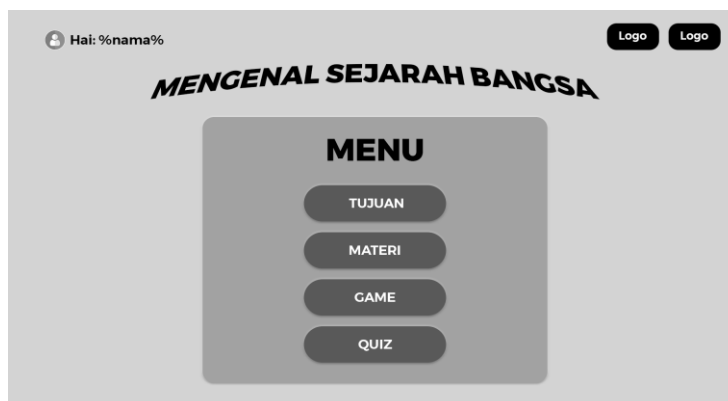 Hai: %nama%
Logo
Logo
MENGENAL SEJARAH BANGSA
MENU
TUJUAN
MATERI
GAME
QUIZ